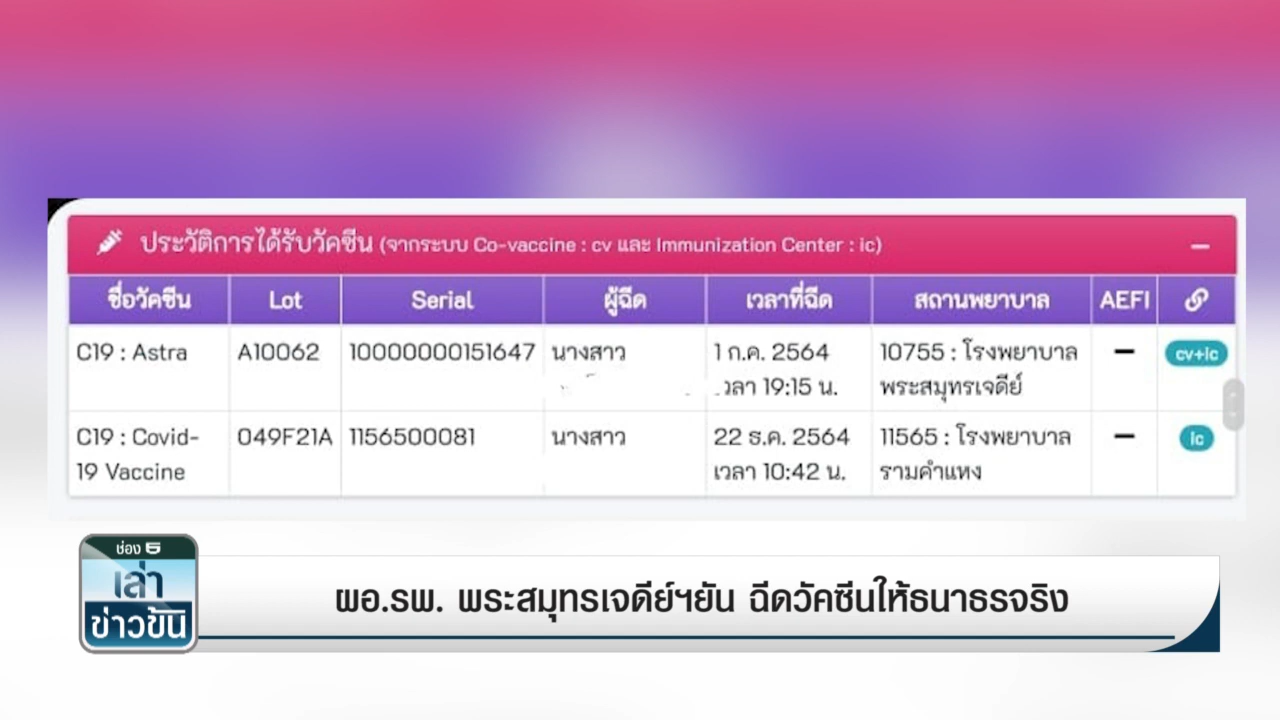 ประวัติการได้รับวัคซีน (จากระบบ Co-vaccine : cv และ Immunization Center : ic)
ชื่อวัคซีน Lot Serial ผู้ฉีด เวลาที่ฉีด สถานพยาบาล AEFI
C19 : Astra A10062 10000000151647 นางสาว 1 ก.ค. 2564 10755 : โรงพยาบาล cv+ic
เวลา 19:15 น. พระสมุทรเจดีย์
C19 : Covid- 049F21A 1156500081 นางสาว 22 ธ.ค. 2564 11565 : โรงพยาบาล ic
19 Vaccine เวลา 10:42 น. รามคำแหง
ช่อง 5
เล่า
ข่าวข้น
ผอ.รพ. พระสมุทรเจดีย์ฯยัน ฉีดวัคซีนให้ธนาธรจริง